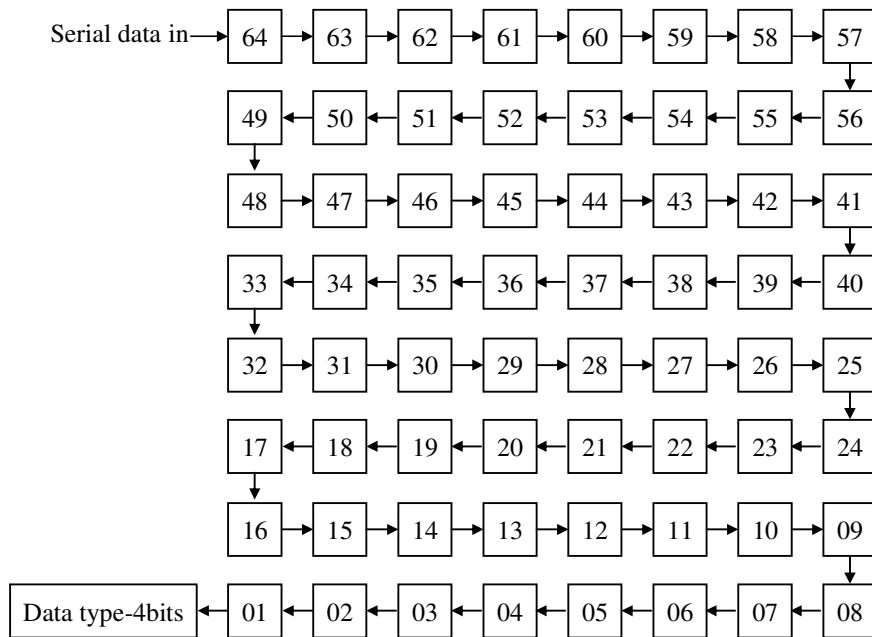 Serial data in 64 63 62 61 60 59 58 57
49 50 51 52 53 54 55 56
48 47 46 45 44 43 42 41
33 34 35 36 37 38 39 40
32 31 30 29 28 27 26 25
17 18 19 20 21 22 23 24
16 15 14 13 12 11 10 09
Data type-4bits 01 02 03 04 05 06 07 08